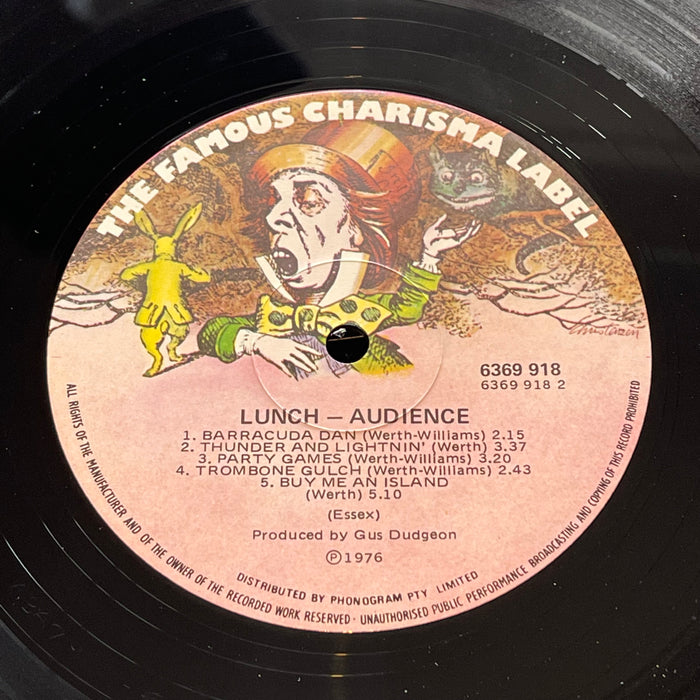 THE FAMOUS CHARISMA LABEL
6369 918
6369 918 2
LUNCH — AUDIENCE
1. BARRACUDA DAN (Werth-Williams) 2.15
2. THUNDER AND LIGHTNIN' (Werth) 3.37
3. PARTY GAMES (Werth-Williams) 3.20
4. TROMBONE GULCH (Werth-Williams) 2.43
5. BUY ME AN ISLAND
(Werth) 5.10
(Essex)
Produced by Gus Dudgeon
Ⓟ1976
DISTRIBUTED BY PHONOGRAM PTY LIMITED
ALL RIGHTS OF THE MANUFACTURER AND OF THE OWNER OF THE RECORDED WORK RESERVED · UNAUTHORISED PUBLIC PERFORMANCE BROADCASTING AND COPYING OF THIS RECORD PROHIBITED